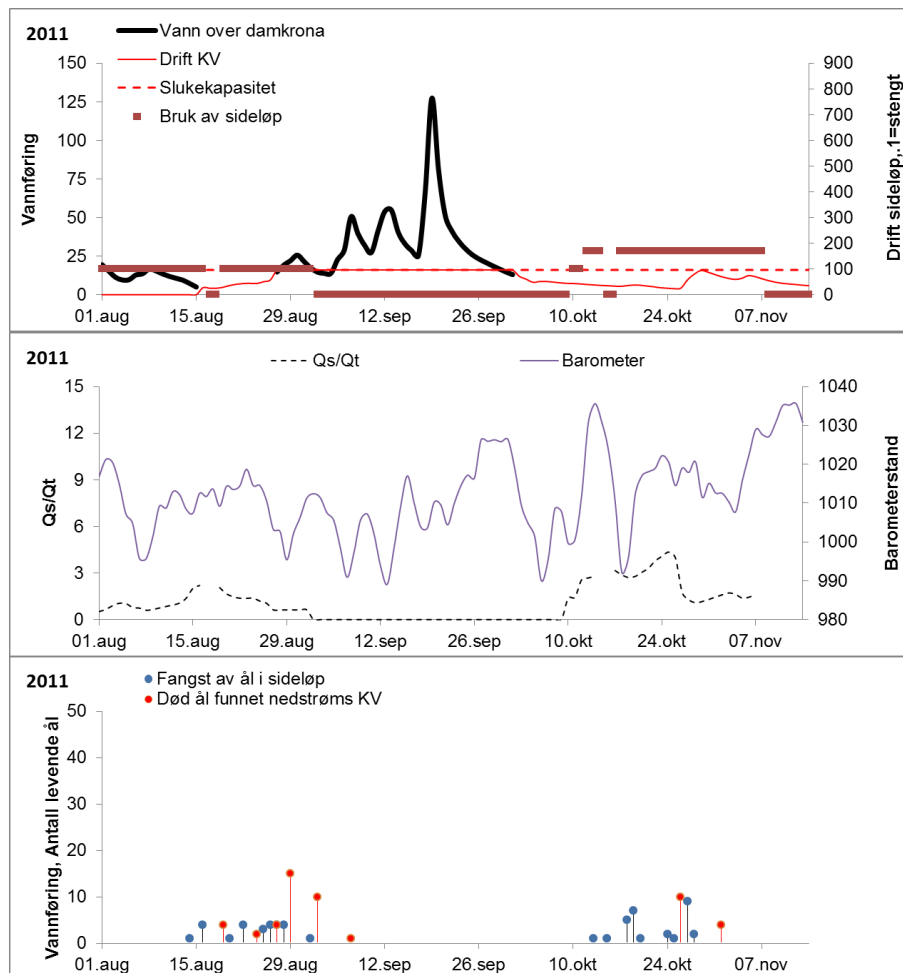 2011
Vann over damkrona
Drift KV
Slukekapasitet
Bruk av sideløp
150
125
100
75
50
25
0
Vannføring
900
800
700
600
500
400
300
200
100
0
Drift sideløp,.1=stengt
01.aug 15.aug 29.aug 12.sep 26.sep 10.okt 24.okt 07.nov
2011
Qs/Qt Barometer
15
12
9
6
3
0
Qs/Qt
1040
1030
1020
1010
1000
990
980
Barometerstand
01.aug 15.aug 29.aug 12.sep 26.sep 10.okt 24.okt 07.nov
2011
Fangst av ål i sideløp
Død ål funnet nedstrøms KV
50
40
30
20
10
0
Vannføring, Antall levende ål
01.aug 15.aug 29.aug 12.sep 26.sep 10.okt 24.okt 07.nov